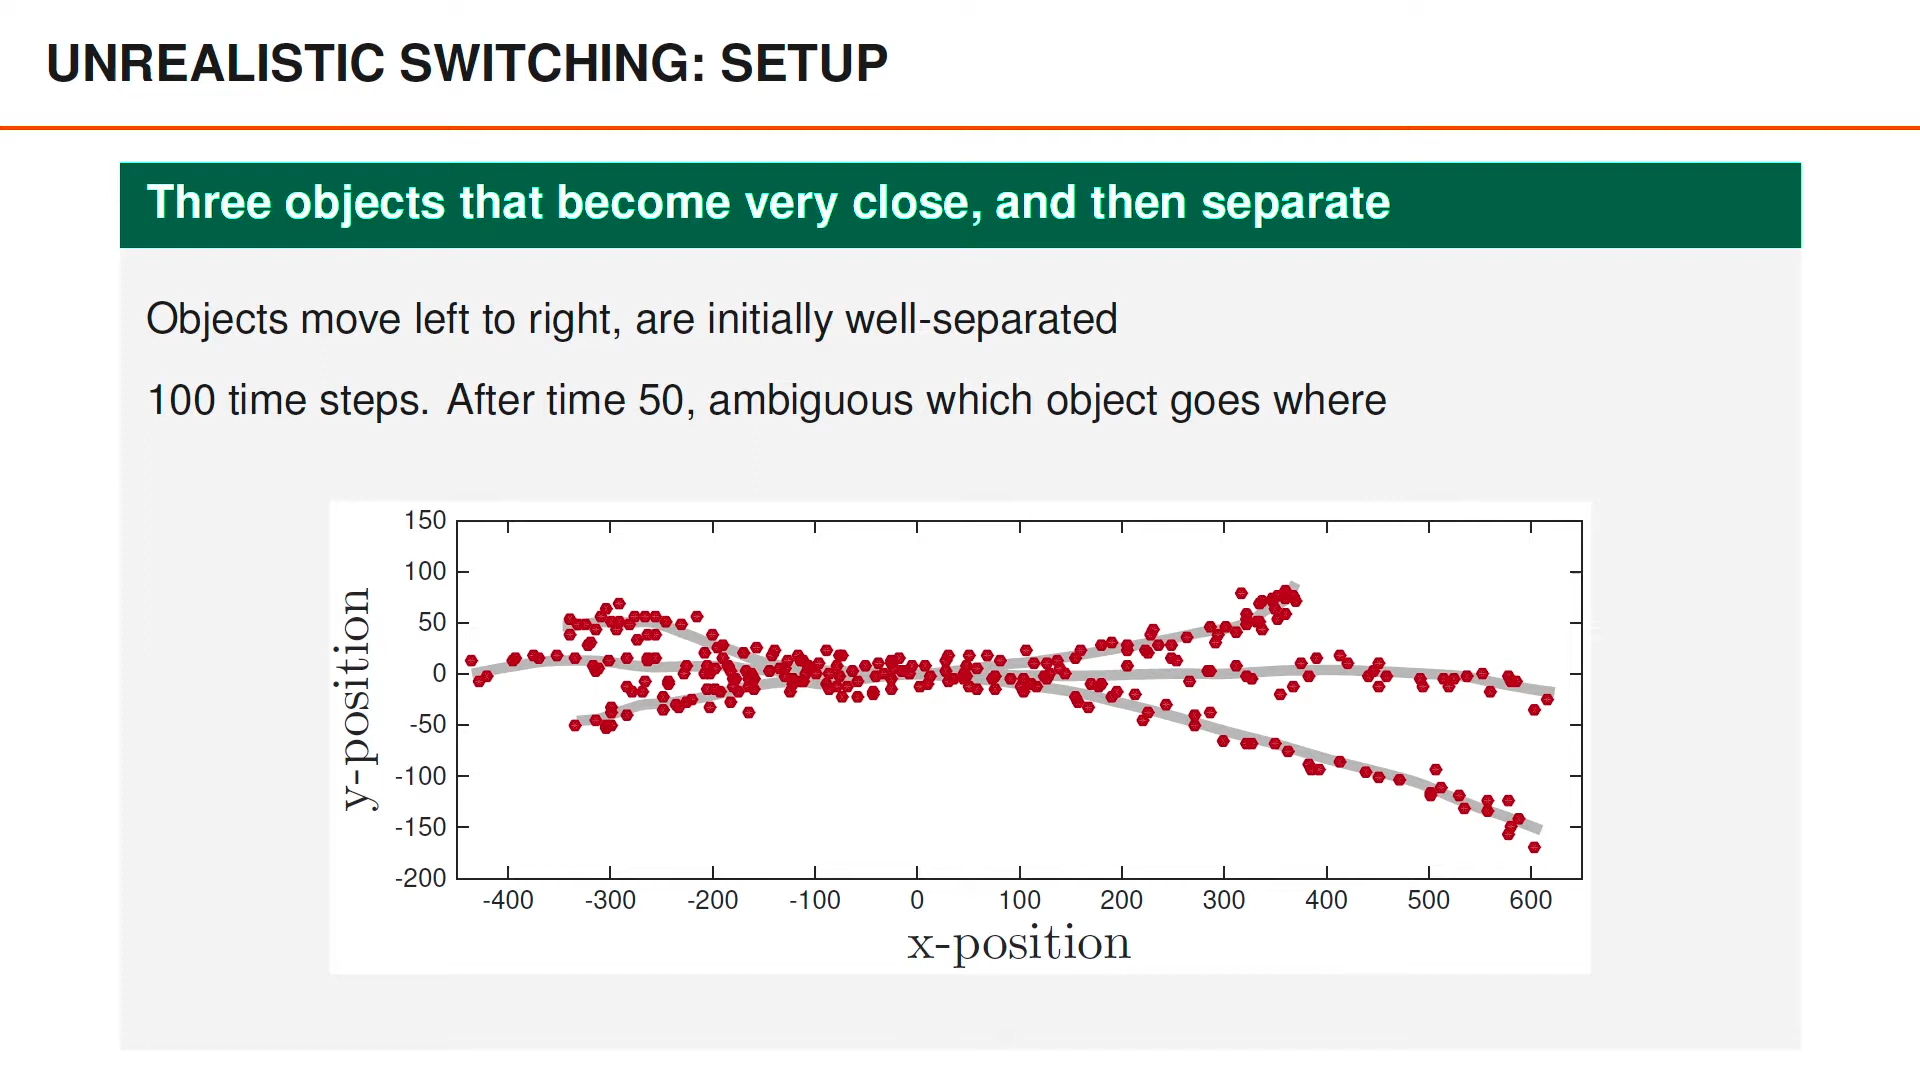 UNREALISTIC SWITCHING: SETUP
Three objects that become very close, and then separate
Objects move left to right, are initially well-separated
100 time steps. After time 50, ambiguous which object goes where
150
100
50
0
-50
-100
-150
-200
y-position
-400 -300 -200 -100 0 100 200 300 400 500 600
x-position